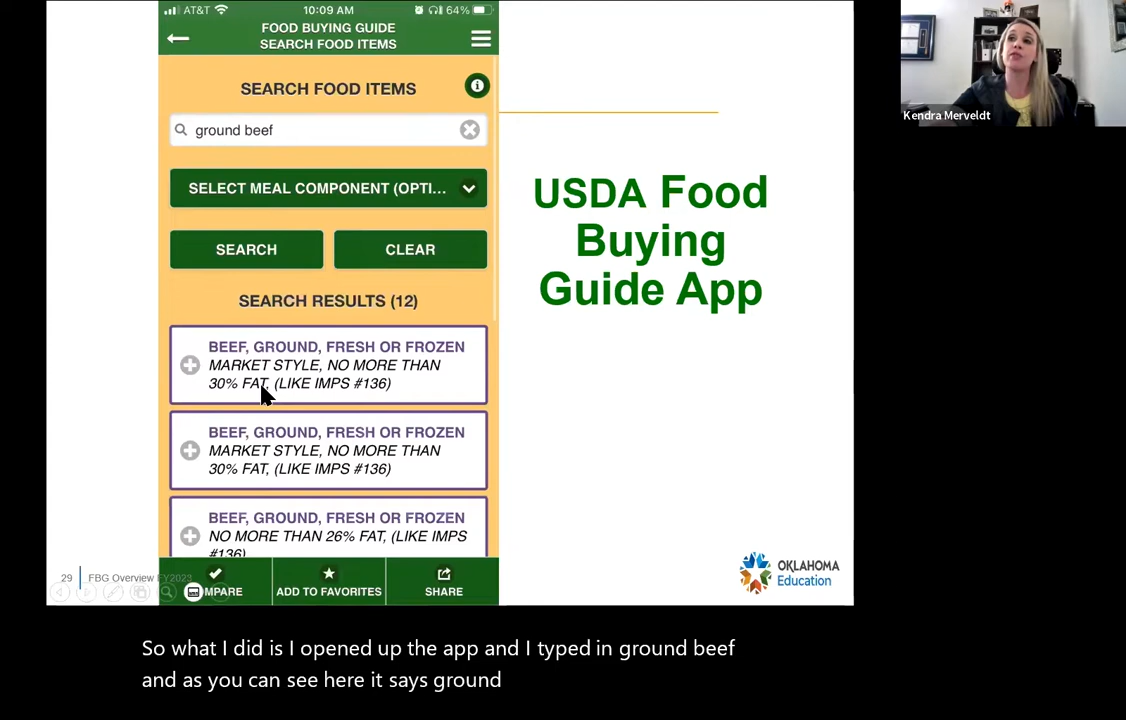 AT&T 10:09 AM 64%
FOOD BUYING GUIDE
SEARCH FOOD ITEMS
SEARCH FOOD ITEMS
ground beef
SELECT MEAL COMPONENT (OPTI...
SEARCH CLEAR
SEARCH RESULTS (12)
BEEF, GROUND, FRESH OR FROZEN
MARKET STYLE, NO MORE THAN
30% FAT, (LIKE IMPS #136)
BEEF, GROUND, FRESH OR FROZEN
MARKET STYLE, NO MORE THAN
30% FAT, (LIKE IMPS #136)
BEEF, GROUND, FRESH OR FROZEN
NO MORE THAN 26% FAT, (LIKE IMPS
#136)
MPARE ADD TO FAVORITES SHARE
29 FBG Overview FY2023
USDA Food
Buying
Guide App
OKLAHOMA
Education
Kendra Merveldt
So what I did is I opened up the app and I typed in ground beef
and as you can see here it says ground